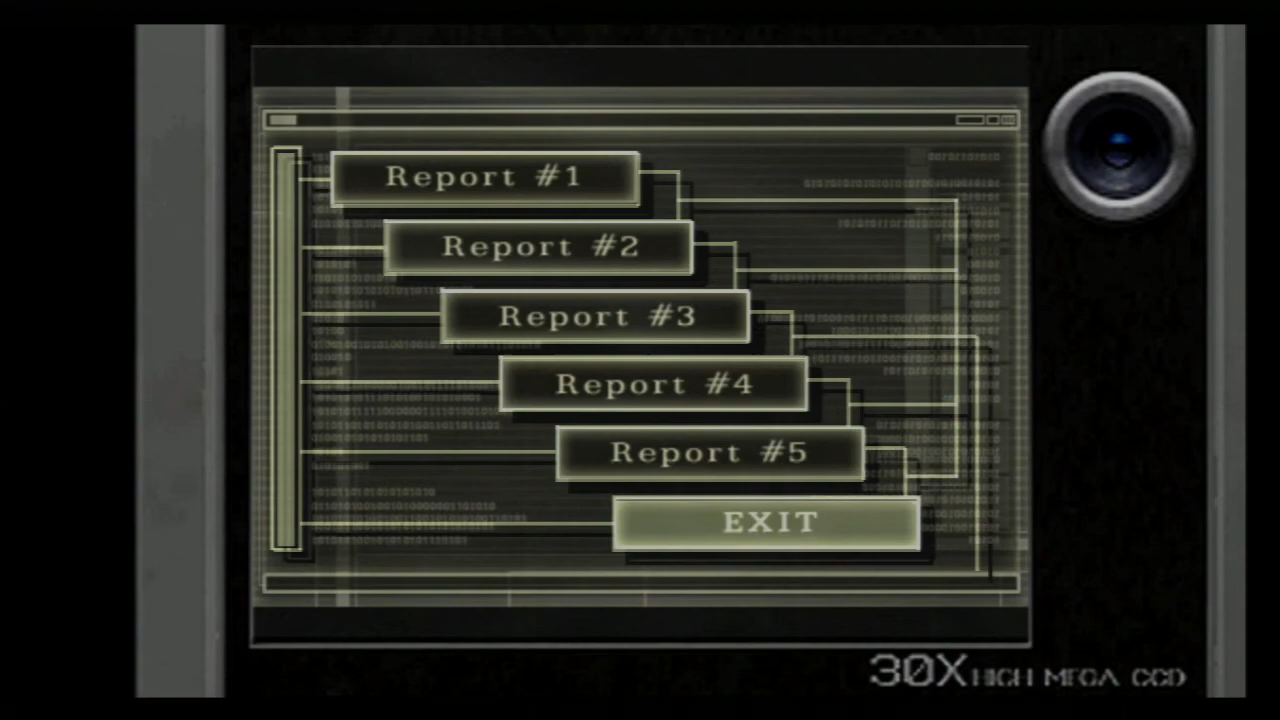 Report #1
Report #2
Report #3
Report #4
Report #5
EXIT
30X HIGH MEGA CCD